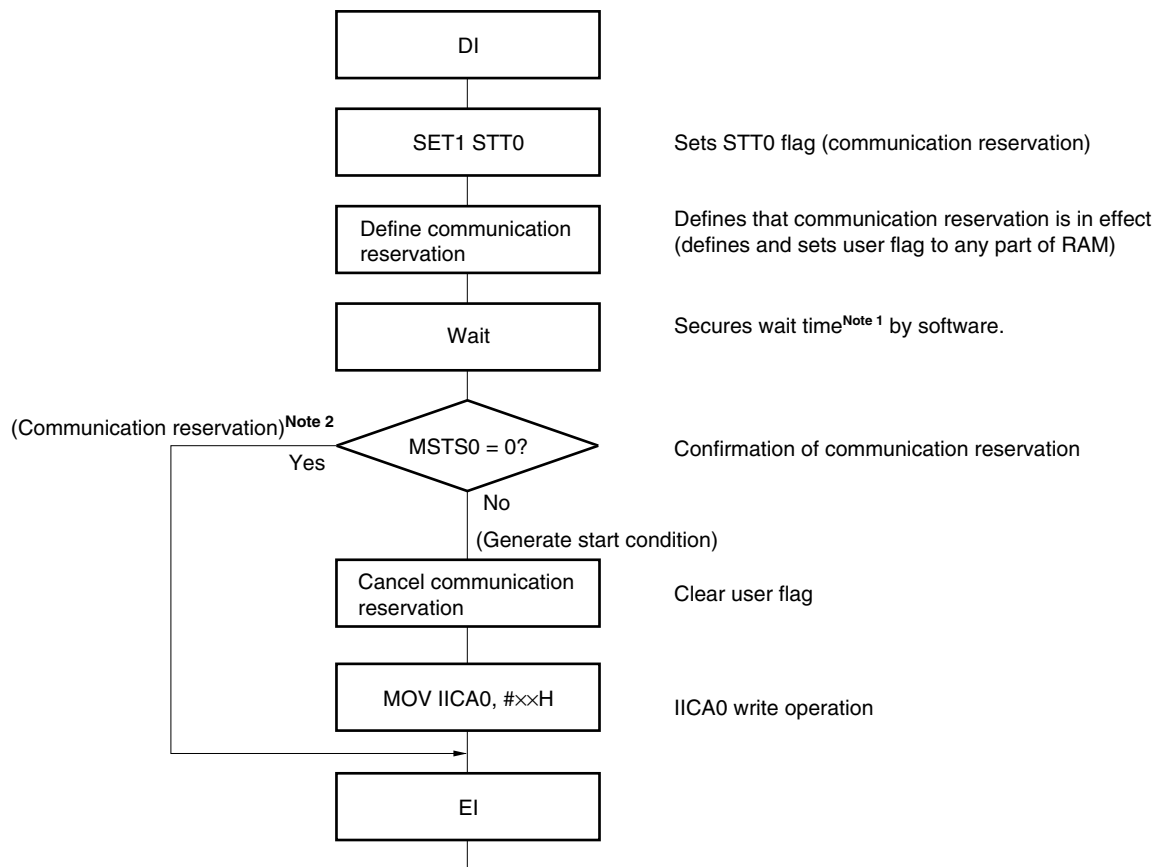 DI
SET1 STT0
Sets STT0 flag (communication reservation)
Define communication
reservation
Defines that communication reservation is in effect
(defines and sets user flag to any part of RAM)
Wait
Secures wait timeNote 1 by software.
(Communication reservation)Note 2
MSTS0 = 0?
Confirmation of communication reservation
Yes
No
(Generate start condition)
Cancel communication
reservation
Clear user flag
MOV IICA0, #××H
IICA0 write operation
EI